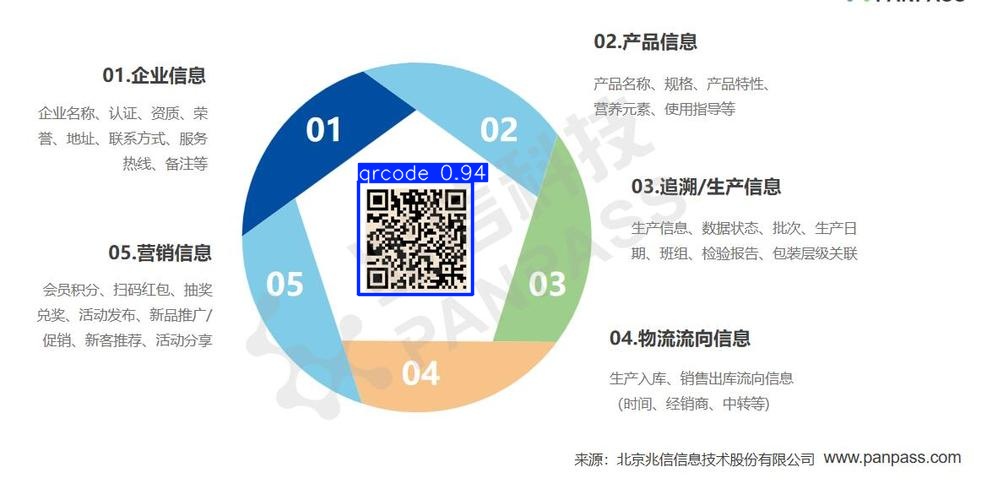 PANPASS
01.企业信息
企业名称、认证、资质、荣
誉、地址、联系方式、服务
热线、备注等
02.产品信息
产品名称、规格、产品特性、
营养元素、使用指导等
03.追溯/生产信息
生产信息、数据状态、批次、生产日
期、班组、检验报告、包装层级关联
04.物流流向信息
生产入库、销售出库流向信息
（时间、经销商、中转等)
05.营销信息
会员积分、扫码红包、抽奖
兑奖、活动发布、新品推广/
促销、新客推荐、活动分享
01
02
03
04
05
qrcode 0.94
信科技
PANPASS
来源：北京兆信信息技术股份有限公司 www.panpass.com